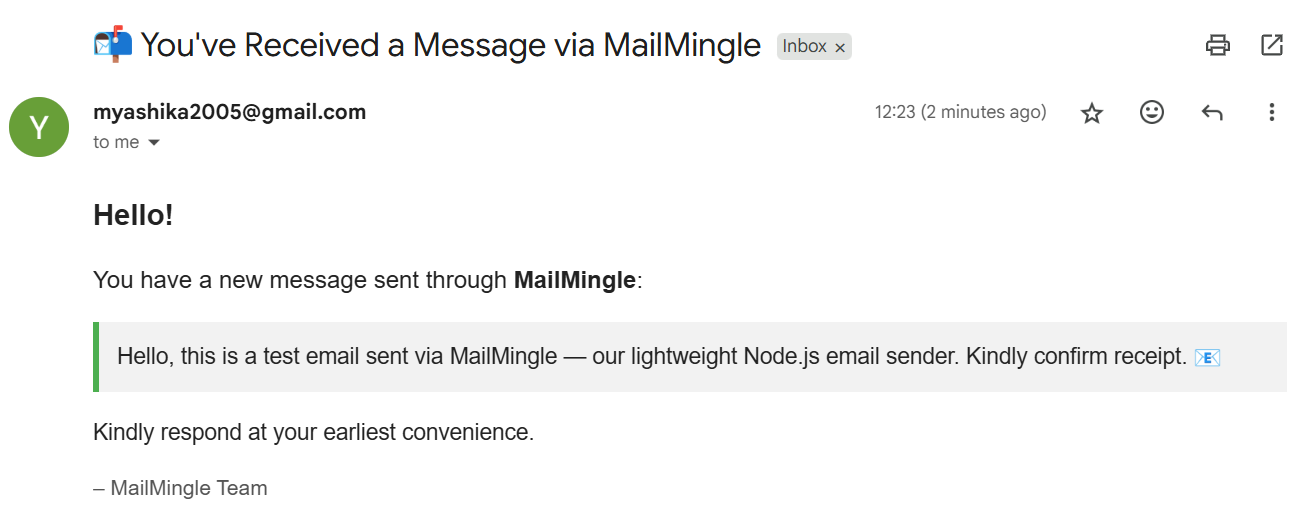 📬 You've Received a Message via MailMingle Inbox ×
Y
myashika2005@gmail.com 12:23 (2 minutes ago)
to me
Hello!
You have a new message sent through MailMingle:
Hello, this is a test email sent via MailMingle — our lightweight Node.js email sender. Kindly confirm receipt. 📧
Kindly respond at your earliest convenience.
– MailMingle Team